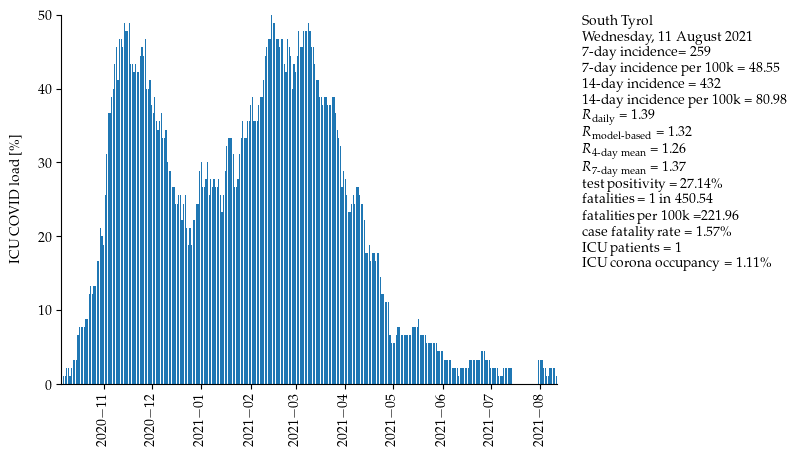 ICU COVID load [%]
50
40
30
20
10
0
2020−11
2020−12
2021−01
2021−02
2021−03
2021−04
2021−05
2021−06
2021−07
2021−08
South Tyrol
Wednesday, 11 August 2021
7-day incidence= 259
7-day incidence per 100k = 48.55
14-day incidence = 432
14-day incidence per 100k = 80.98
R_daily = 1.39
R_model-based = 1.32
R_4-day mean = 1.26
R_7-day mean = 1.37
test positivity = 27.14%
fatalities = 1 in 450.54
fatalities per 100k =221.96
case fatality rate = 1.57%
ICU patients = 1
ICU corona occupancy = 1.11%